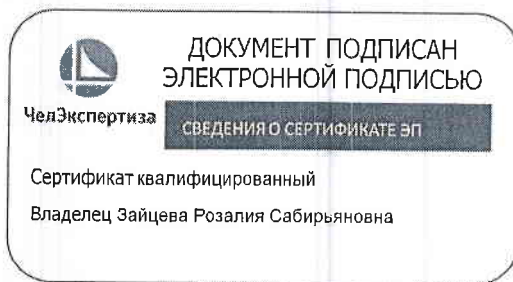 ДОКУМЕНТ ПОДПИСАН
ЭЛЕКТРОННОЙ ПОДПИСЬЮ
ЧелЭкспертиза
СВЕДЕНИЯ О СЕРТИФИКАТЕ ЭП
Сертификат квалифицированный
Владелец Зайцева Розалия Сабирьяновна